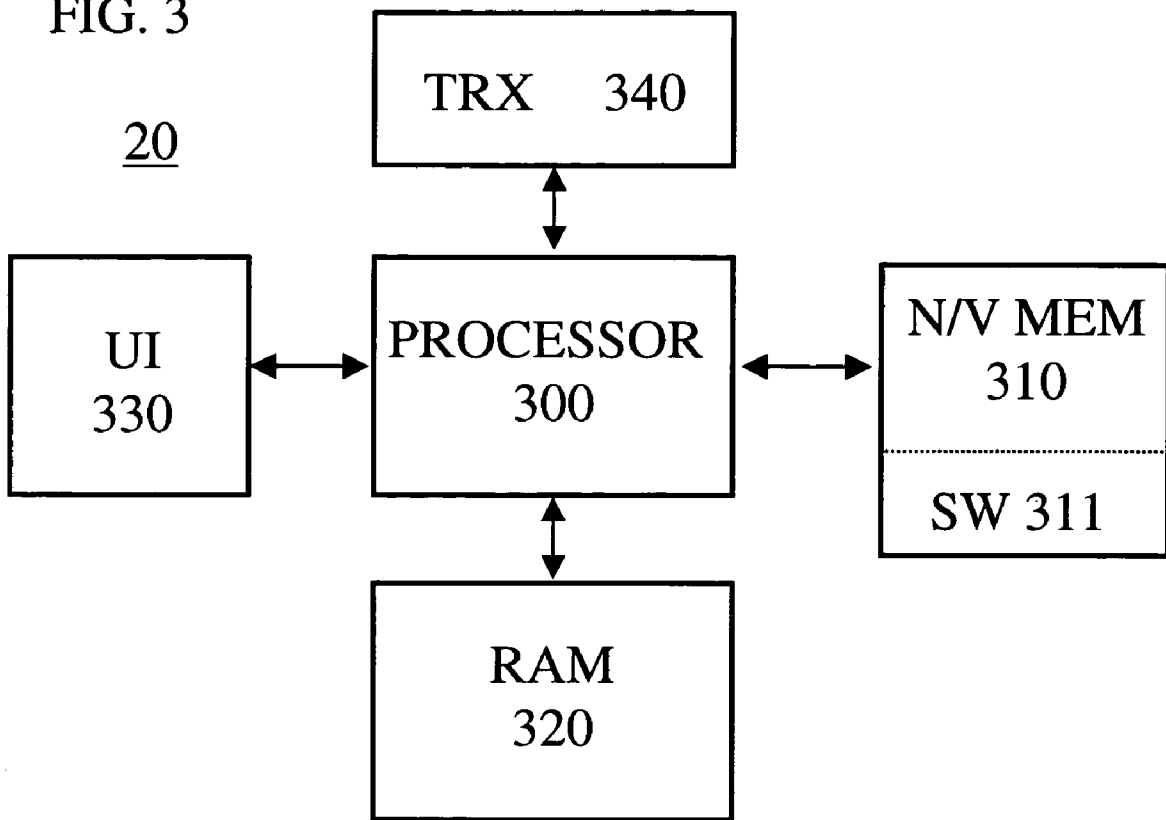 FIG. 3
20
TRX 340
UI
330
PROCESSOR
300
N/V MEM
310
SW 311
RAM
320